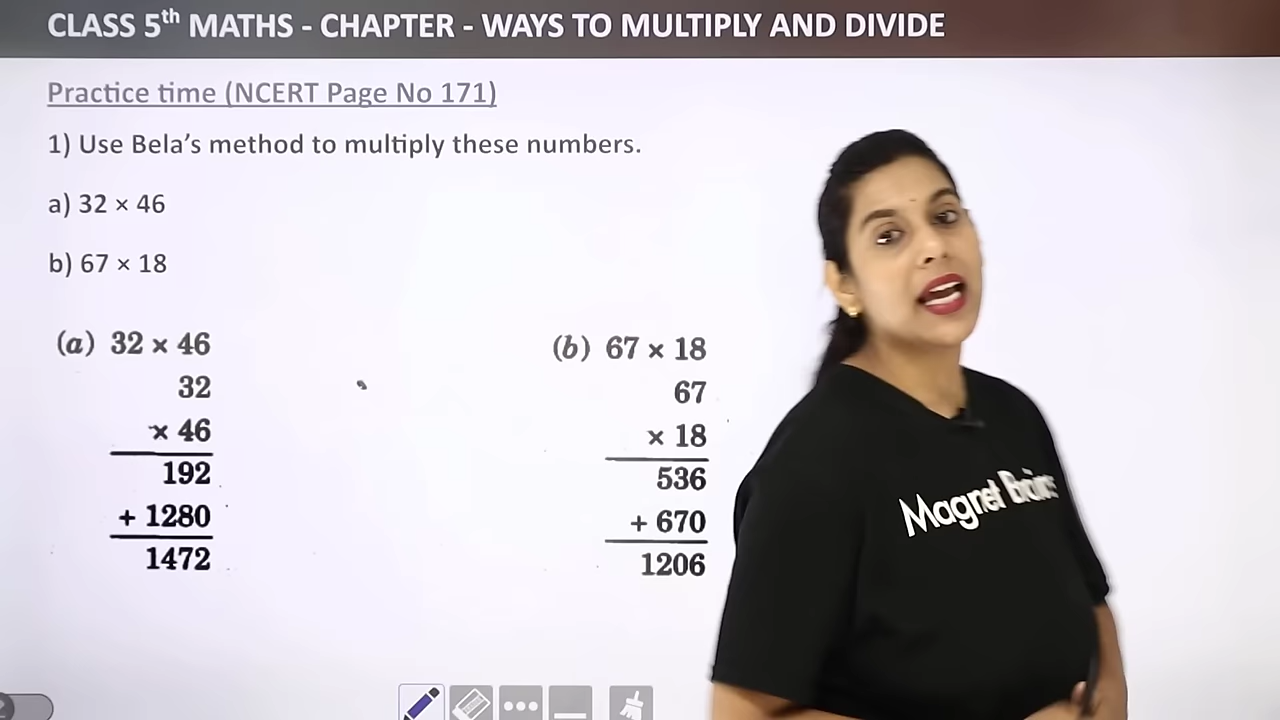 CLASS 5th MATHS - CHAPTER - WAYS TO MULTIPLY AND DIVIDE
Practice time (NCERT Page No 171)
1) Use Bela's method to multiply these numbers.
a) 32 × 46
b) 67 × 18
(a) 32 × 46
32
× 46
192
+ 1280
1472
(b) 67 × 18
67
× 18
536
+ 670
1206
Magnet Brains